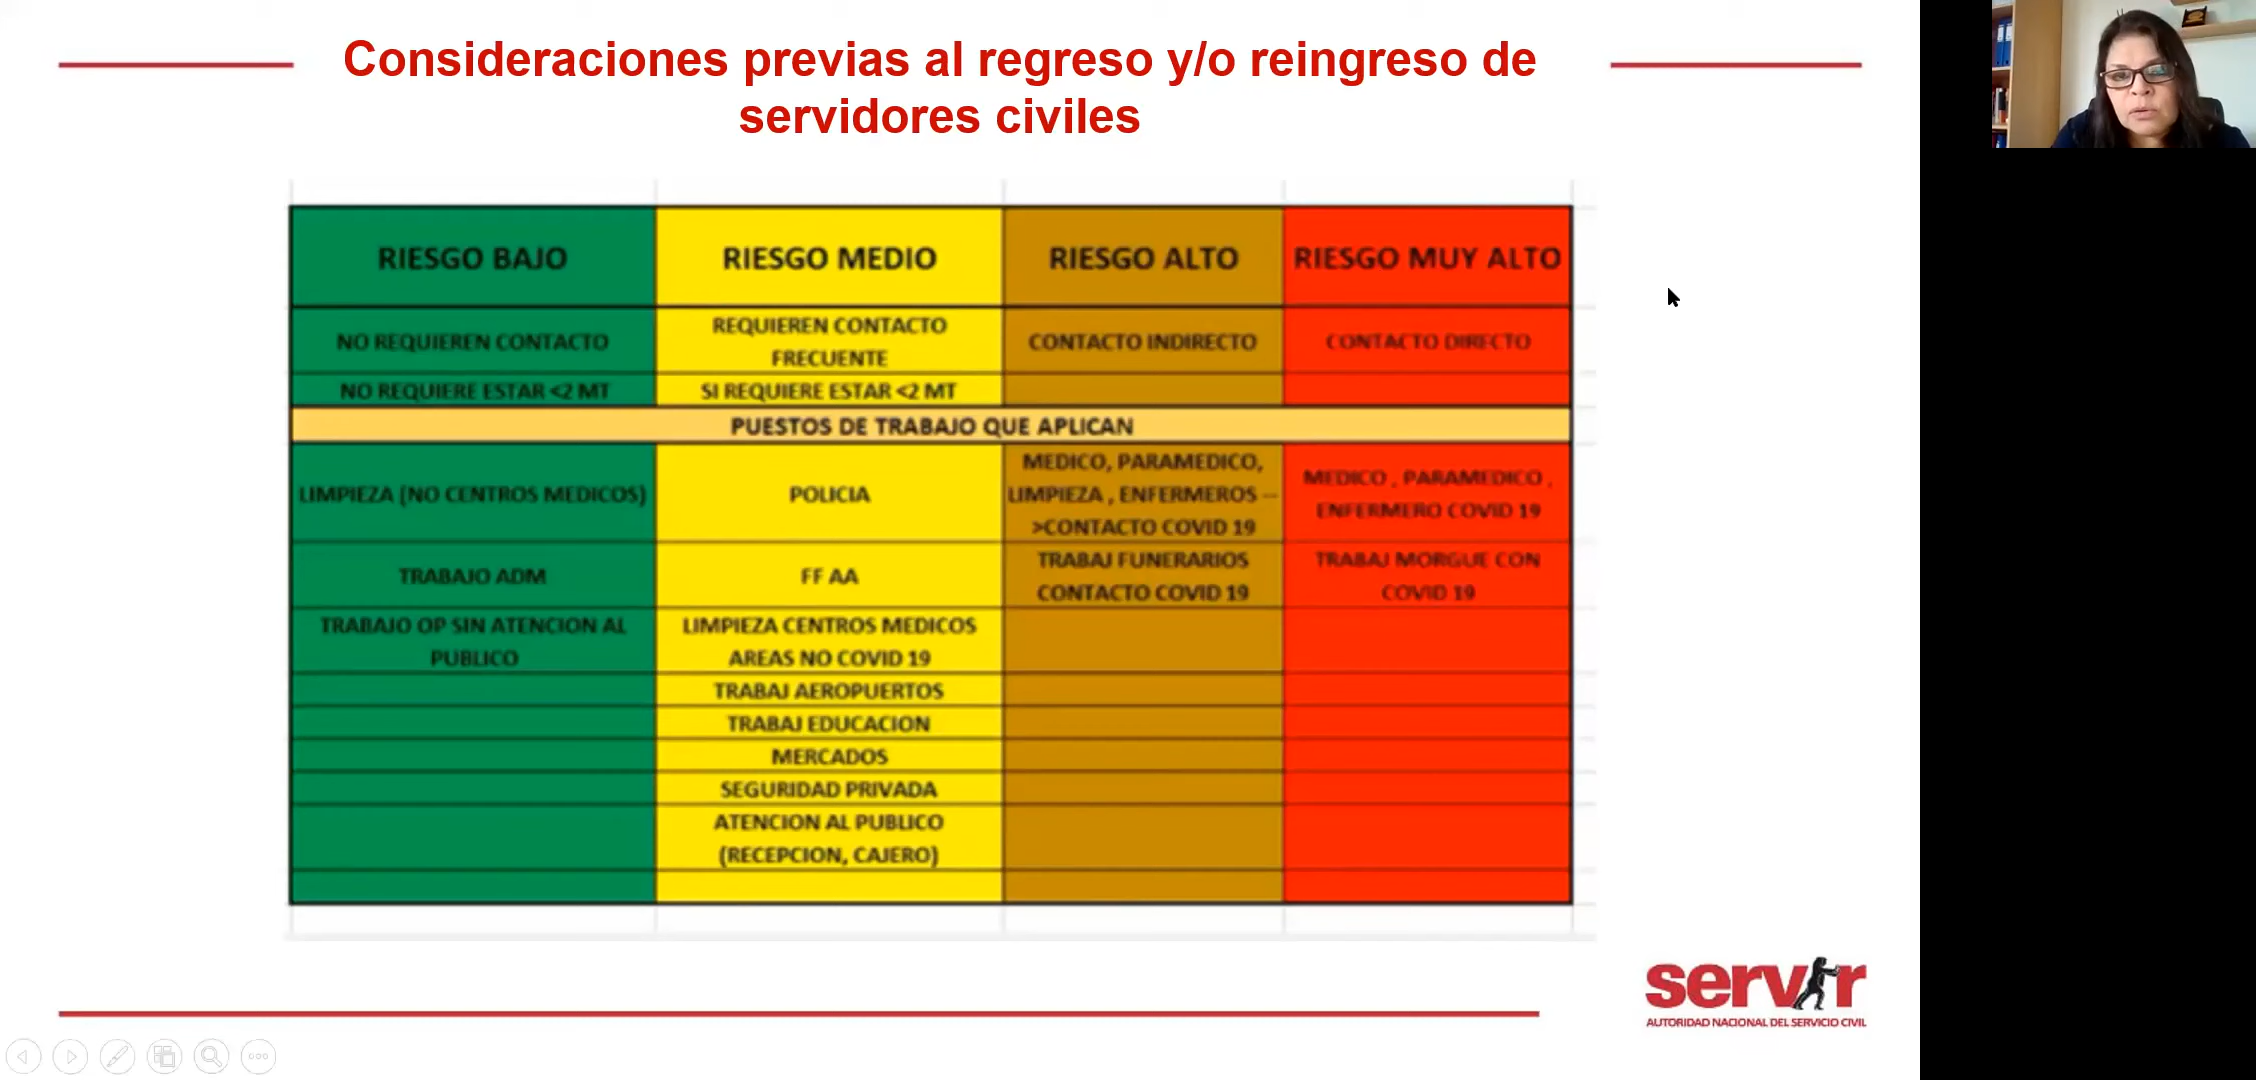 Consideraciones previas al regreso y/o reingreso de
servidores civiles
RIESGO BAJO
RIESGO MEDIO
RIESGO ALTO
RIESGO MUY ALTO
NO REQUIEREN CONTACTO
REQUIEREN CONTACTO
FRECUENTE
CONTACTO INDIRECTO
CONTACTO DIRECTO
NO REQUIERE ESTAR <2 MT
SI REQUIERE ESTAR <2 MT
PUESTOS DE TRABAJO QUE APLICAN
LIMPIEZA (NO CENTROS MEDICOS)
POLICIA
MEDICO, PARAMEDICO,
LIMPIEZA , ENFERMEROS –
>CONTACTO COVID 19
MEDICO , PARAMEDICO ,
ENFERMERO COVID 19
TRABAJO ADM
FF AA
TRABAJ FUNERARIOS
CONTACTO COVID 19
TRABAJ MORGUE CON
COVID 19
TRABAJO OP SIN ATENCION AL
PUBLICO
LIMPIEZA CENTROS MEDICOS
AREAS NO COVID 19
TRABAJ AEROPUERTOS
TRABAJ EDUCACION
MERCADOS
SEGURIDAD PRIVADA
ATENCION AL PUBLICO
(RECEPCION, CAJERO)
servir
AUTORIDAD NACIONAL DEL SERVICIO CIVIL